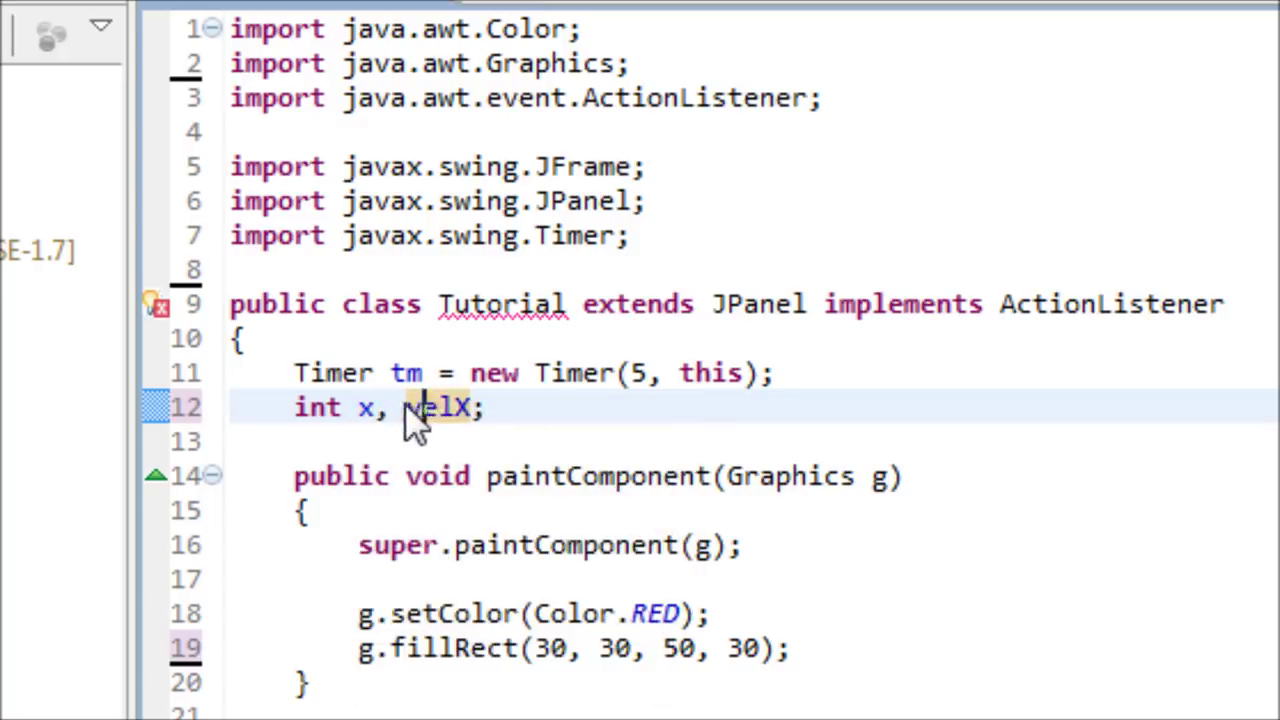 1 import java.awt.Color;
2 import java.awt.Graphics;
3 import java.awt.event.ActionListener;
4
5 import javax.swing.JFrame;
6 import javax.swing.JPanel;
7 import javax.swing.Timer;
SE-1.7]
8
9 public class Tutorial extends JPanel implements ActionListener
10 {
11 Timer tm = new Timer(5, this);
12 int x, velX;
13
14 public void paintComponent(Graphics g)
15 {
16 super.paintComponent(g);
17
18 g.setColor(Color.RED);
19 g.fillRect(30, 30, 50, 30);
20 }
21